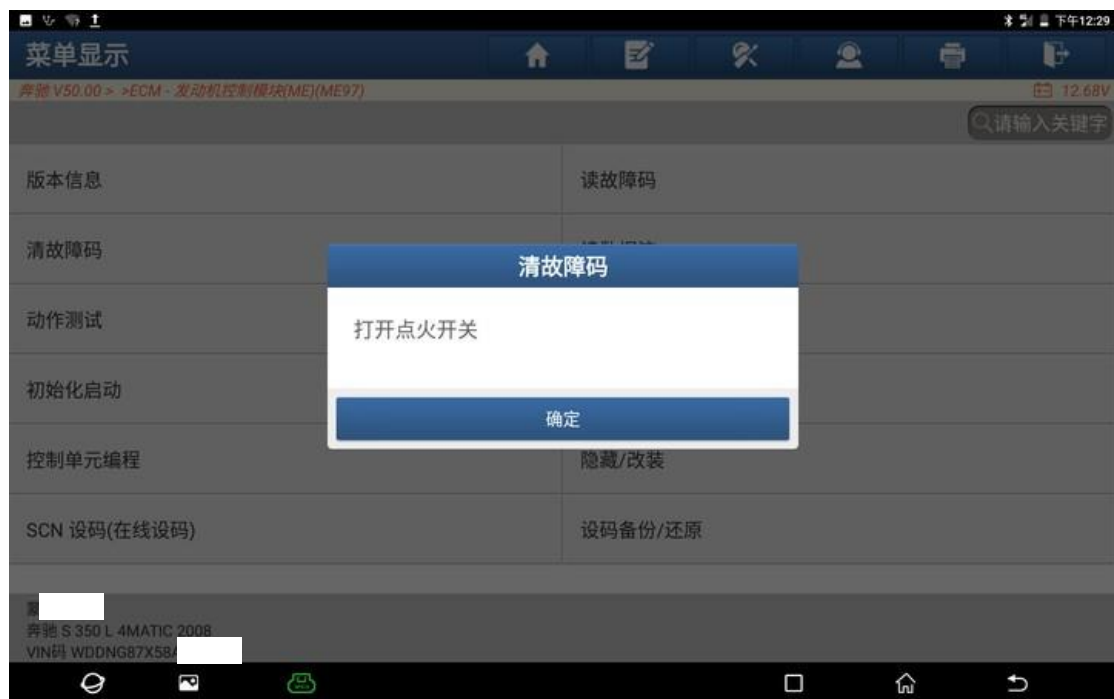 下午12:29
菜单显示
奔驰 V50.00 > >ECM - 发动机控制模块(ME)(ME97)
12.68V
请输入关键字
版本信息
读故障码
清故障码
清故障码
动作测试
打开点火开关
初始化启动
确定
控制单元编程
隐藏/改装
SCN 设码(在线设码)
设码备份/还原
奔驰 S 350 L 4MATIC 2008
VIN码 WDDNG87X58